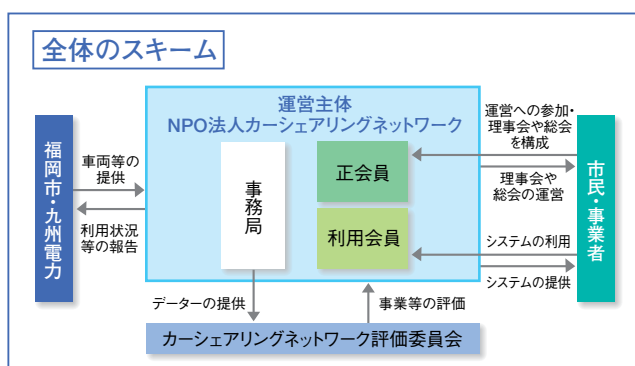 全体のスキーム
運営主体
NPO法人カーシェアリングネットワーク
福岡市・九州電力
車両等の
提供
利用状況
等の報告
事務局
正会員
利用会員
運営への参加・
理事会や総会
を構成
理事会や
総会の運営
システムの利用
システムの提供
市民・事業者
データーの提供
事業等の評価
カーシェアリングネットワーク評価委員会